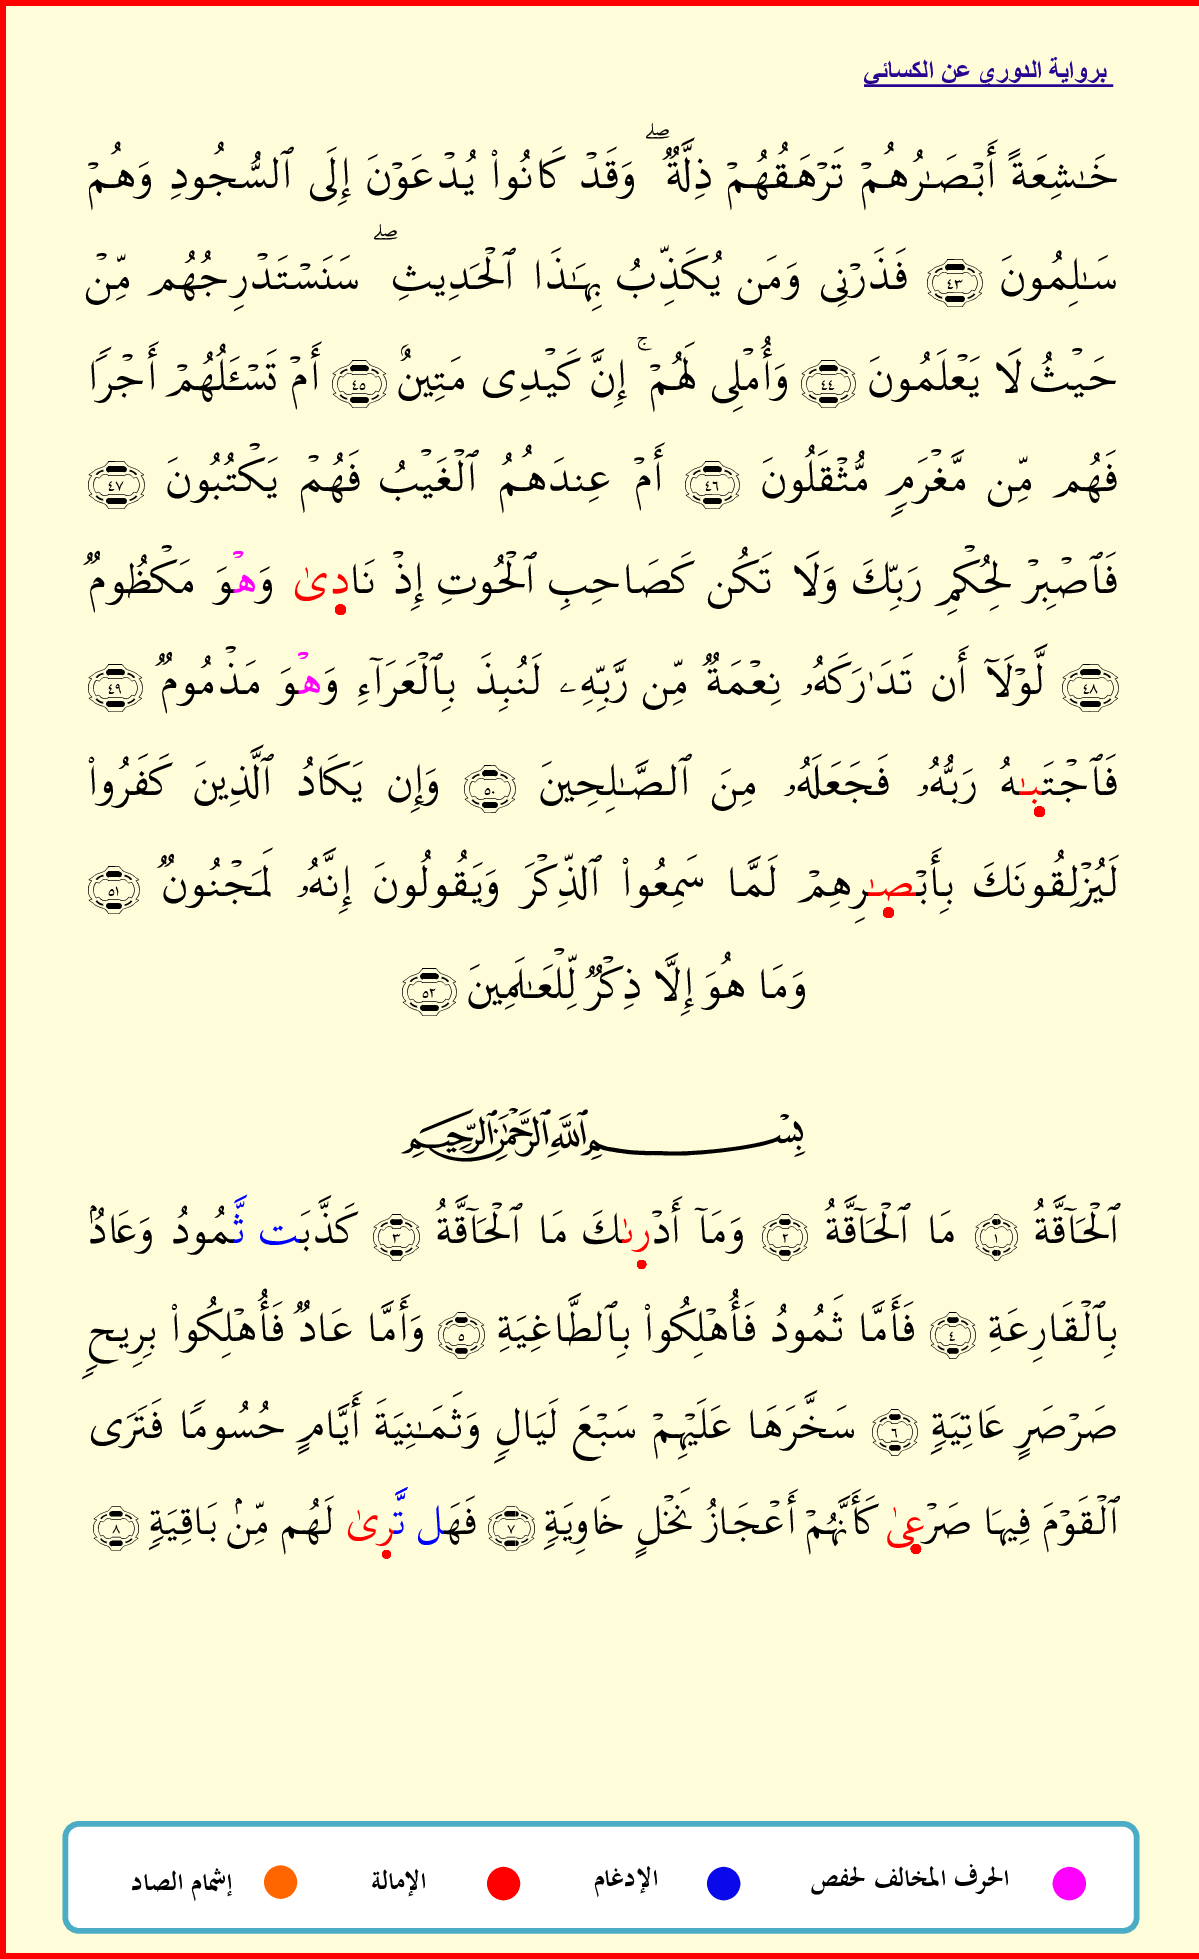 برواية الدوري عن الكسائي
خَٰشِعَةً أَبۡصَٰرُهُمۡ تَرۡهَقُهُمۡ ذِلَّةٞۖ وَقَدۡ كَانُواْ يُدۡعَوۡنَ إِلَى ٱلسُّجُودِ وَهُمۡ
سَٰلِمُونَ ٤٣ فَذَرۡنِى وَمَن يُكَذِّبُ بِهَٰذَا ٱلۡحَدِيثِۖ سَنَسۡتَدۡرِجُهُم مِّنۡ
حَيۡثُ لَا يَعۡلَمُونَ ٤٤ وَأُمۡلِى لَهُمۡۚ إِنَّ كَيۡدِى مَتِينٌ ٤٥ أَمۡ تَسۡـَٔلُهُمۡ أَجۡرٗا
فَهُم مِّن مَّغۡرَمٖ مُّثۡقَلُونَ ٤٦ أَمۡ عِندَهُمُ ٱلۡغَيۡبُ فَهُمۡ يَكۡتُبُونَ ٤٧
فَٱصۡبِرۡ لِحُكۡمِ رَبِّكَ وَلَا تَكُن كَصَاحِبِ ٱلۡحُوتِ إِذۡ نَادِىٰ وَهۡوَ مَكۡظُومٞ
٤٨ لَّوۡلَآ أَن تَدَٰرَكَهُۥ نِعۡمَةٞ مِّن رَّبِّهِۦ لَنُبِذَ بِٱلۡعَرَآءِ وَهۡوَ مَذۡمُومٞ ٤٩
فَٱجۡتَبٰهُ رَبُّهُۥ فَجَعَلَهُۥ مِنَ ٱلصَّٰلِحِينَ ٥٠ وَإِن يَكَادُ ٱلَّذِينَ كَفَرُواْ
لَيُزۡلِقُونَكَ بِأَبۡصٰرِهِمۡ لَمَّا سَمِعُواْ ٱلذِّكۡرَ وَيَقُولُونَ إِنَّهُۥ لَمَجۡنُونٞ ٥١
وَمَا هُوَ إِلَّا ذِكۡرٞ لِّلۡعَٰلَمِينَ ٥٢
بِسۡمِ ٱللَّهِ ٱلرَّحۡمَٰنِ ٱلرَّحِيمِ
ٱلۡحَآقَّةُ ١ مَا ٱلۡحَآقَّةُ ٢ وَمَآ أَدۡرىٰكَ مَا ٱلۡحَآقَّةُ ٣ كَذَّبَت ثَّمُودُ وَعَادُۢ
بِٱلۡقَارِعَةِ ٤ فَأَمَّا ثَمُودُ فَأُهۡلِكُواْ بِٱلطَّاغِيَةِ ٥ وَأَمَّا عَادٞ فَأُهۡلِكُواْ بِرِيحٖ
صَرۡصَرٍ عَاتِيَةٖ ٦ سَخَّرَهَا عَلَيۡهِمۡ سَبۡعَ لَيَالٖ وَثَمَٰنِيَةَ أَيَّامٍ حُسُومٗا فَتَرَى
ٱلۡقَوۡمَ فِيهَا صَرۡعِىٰ كَأَنَّهُمۡ أَعۡجَازُ نَخۡلٍ خَاوِيَةٖ ٧ فَهَل تَّرِىٰ لَهُم مِّنۢ بَاقِيَةٖ ٨
الحرف المخالف لحفص الإدغام الإمالة إشمام الصاد